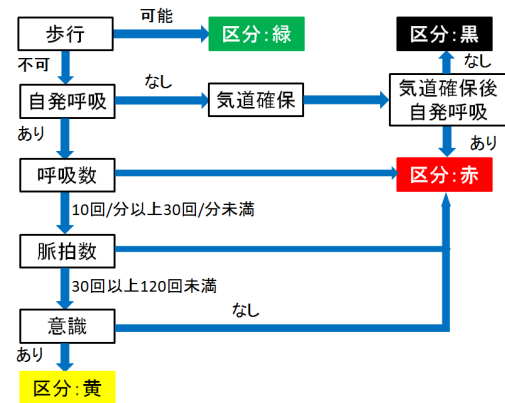 可能
歩行
区分：緑
区分：黒
不可
なし
なし
自発呼吸
気道確保
気道確保後
自発呼吸
あり
あり
呼吸数
区分：赤
10回/分以上30回/分未満
脈拍数
30回以上120回未満
なし
意識
あり
区分：黄